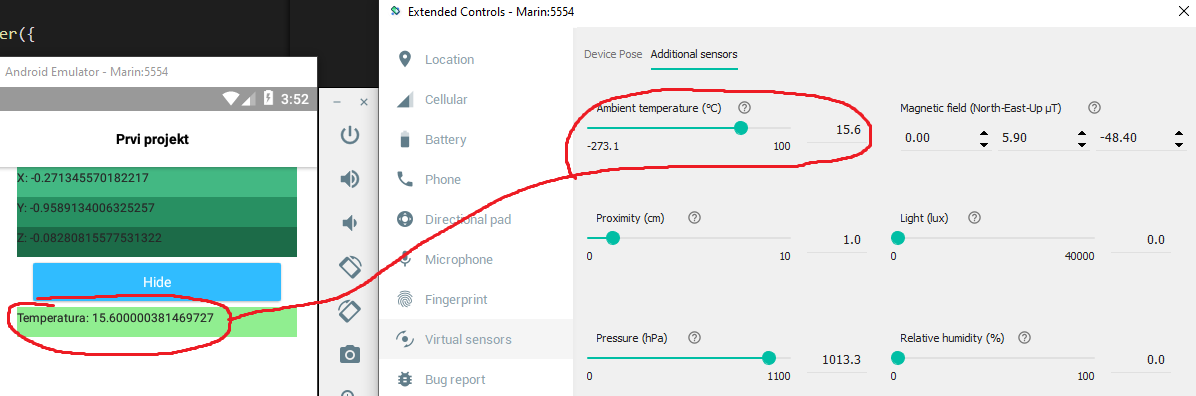 er({
Android Emulator - Marin:5554
3:52
Prvi projekt
X: -0.271345570182217
Y: -0.9589134006325257
Z: -0.08280815577531322
Hide
Temperatura: 15.600000381469727
Extended Controls - Marin:5554
Location
Cellular
Battery
Phone
Directional pad
Microphone
Fingerprint
Virtual sensors
Bug report
Device Pose Additional sensors
Ambient temperature (°C) ?
15.6
-273.1 100
Magnetic field (North-East-Up µT) ?
0.00 5.90 -48.40
Proximity (cm) ?
1.0
0 10
Light (lux) ?
0.0
0 40000
Pressure (hPa) ?
1013.3
0 1100
Relative humidity (%) ?
0.0
0 100